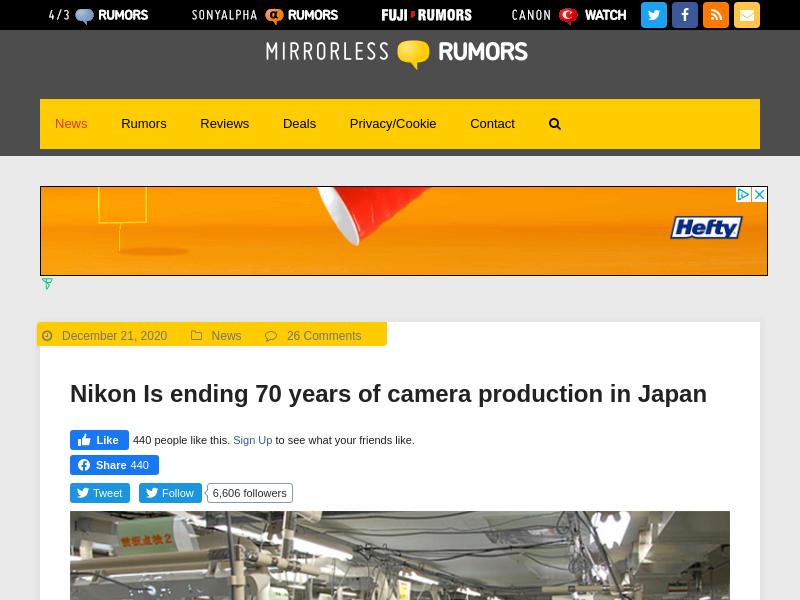 4/3 RUMORS SONYALPHA α RUMORS FUJI RUMORS CANON WATCH
MIRRORLESS RUMORS
News Rumors Reviews Deals Privacy/Cookie Contact
Hefty
December 21, 2020 News 26 Comments
Nikon Is ending 70 years of camera production in Japan
Like 440 people like this. Sign Up to see what your friends like.
Share 440
Tweet Follow 6,606 followers